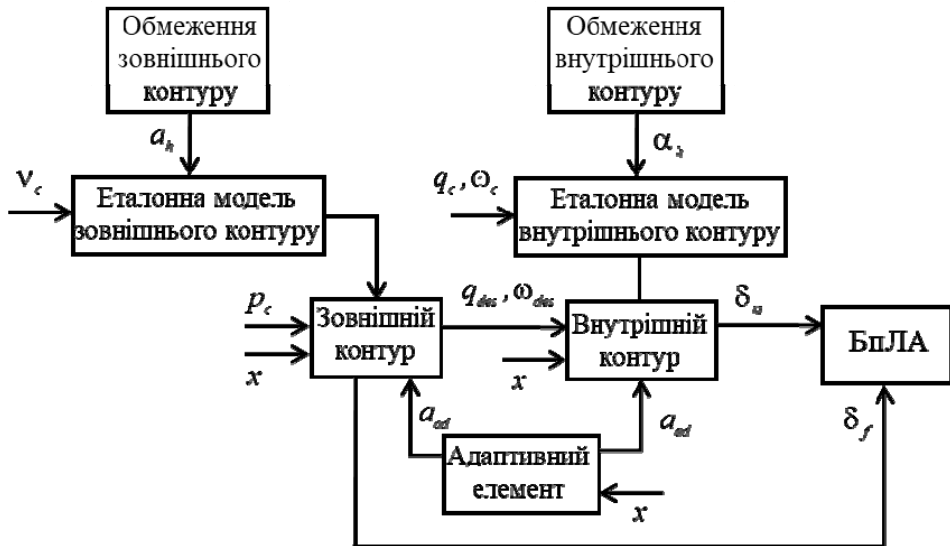 Обмеження
зовнішнього
контуру
Обмеження
внутрішнього
контуру
a_h
α_h
ν_c
Еталонна модель
зовнішнього контуру
q_c, ω_c
Еталонна модель
внутрішнього контуру
p_c
x
Зовнішній
контур
q_des, ω_des
x
Внутрішній
контур
δ
БпЛА
a_ad
a_ad
δ_f
Адаптивний
елемент
x